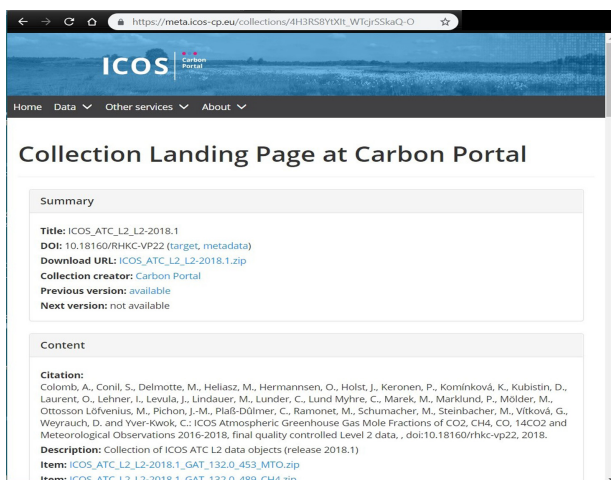 https://meta.icos-cp.eu/collections/4H3RS8YtXlt_WTcjrSSkaQ-O
ICOS Carbon Portal
Home Data Other services About
Collection Landing Page at Carbon Portal
Summary
Title: ICOS_ATC_L2_L2-2018.1
DOI: 10.18160/RHKC-VP22 (target, metadata)
Download URL: ICOS_ATC_L2_L2-2018.1.zip
Collection creator: Carbon Portal
Previous version: available
Next version: not available
Content
Citation:
Colomb, A., Conil, S., Delmotte, M., Heliasz, M., Hermannsen, O., Holst, J., Keronen, P., Komínková, K., Kubistin, D.,
Laurent, O., Lehner, I., Levula, J., Lindauer, M., Lunder, C., Lund Myhre, C., Marek, M., Marklund, P., Mölder, M.,
Ottosson Löfvenius, M., Pichon, J.-M., Plaß-Dûlmer, C., Ramonet, M., Schumacher, M., Steinbacher, M., Vítková, G.,
Weyrauch, D. and Yver-Kwok, C.: ICOS Atmospheric Greenhouse Gas Mole Fractions of CO2, CH4, CO, 14CO2 and
Meteorological Observations 2016-2018, final quality controlled Level 2 data, , doi:10.18160/rhkc-vp22, 2018.
Description: Collection of ICOS ATC L2 data objects (release 2018.1)
Item: ICOS_ATC_L2_L2-2018.1_GAT_132.0_453_MTO.zip
Item: ICOS_ATC_L2_L2-2018.1_GAT_132.0_489_CH4.zip